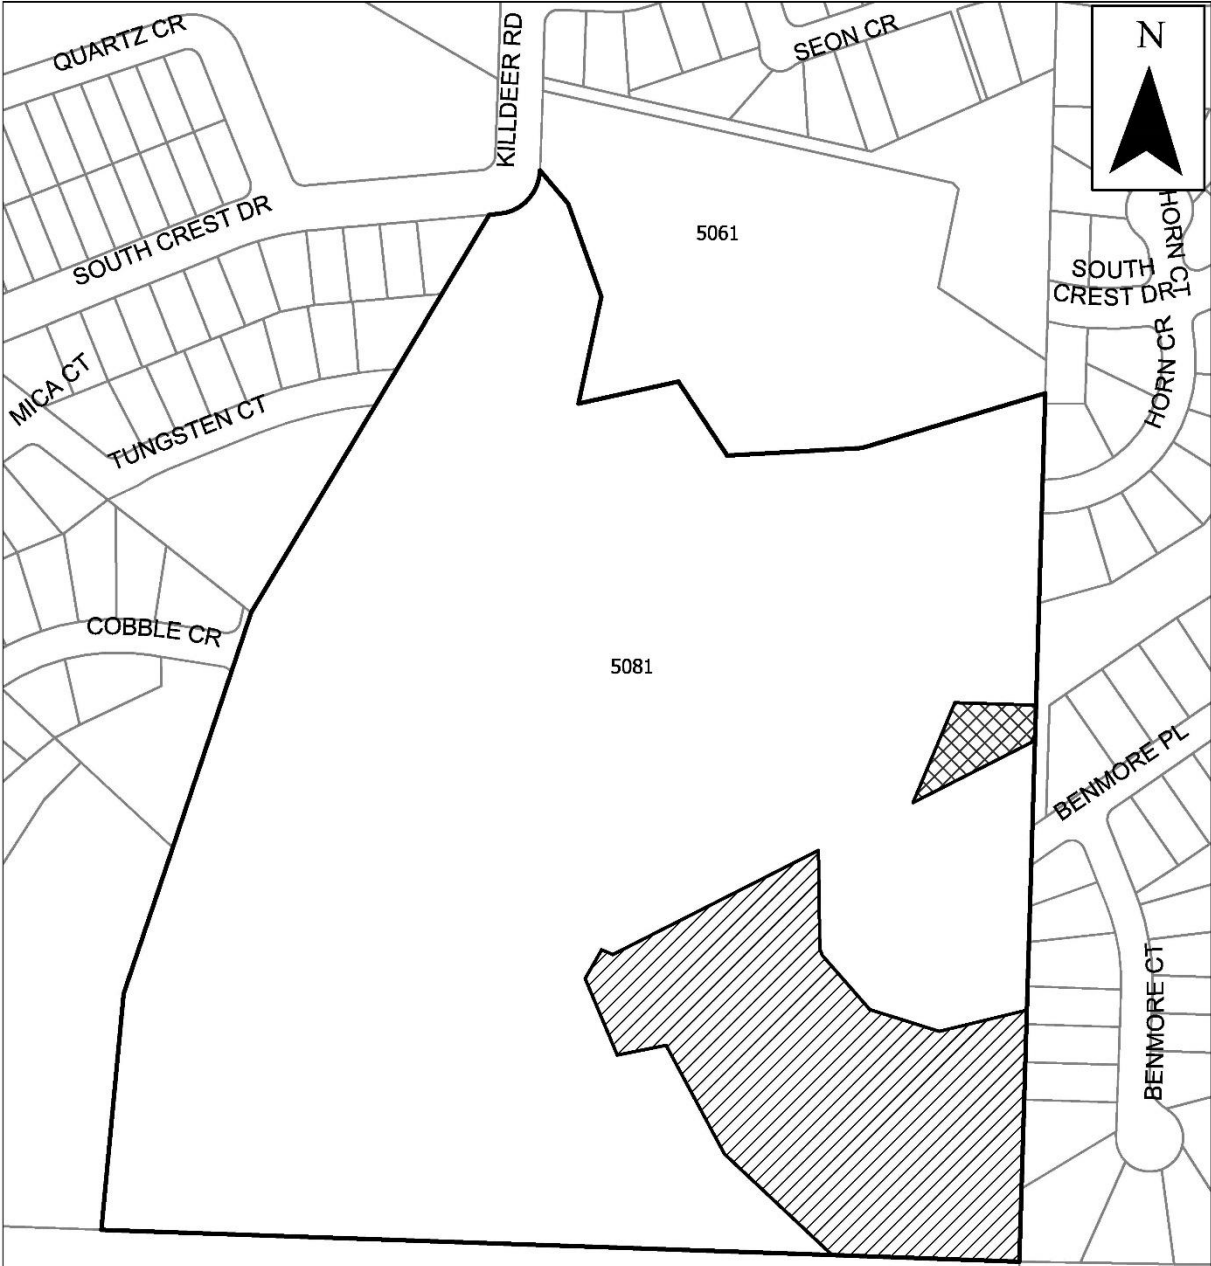 QUARTZ CR
KILLDEER RD
SEON CR
N
SOUTH CREST DR
5061
HORN CT
SOUTH
CREST DR
HORN CR
MICA CT
TUNGSTEN CT
COBBLE CR
5081
BENMORE PL
BENMORE CT